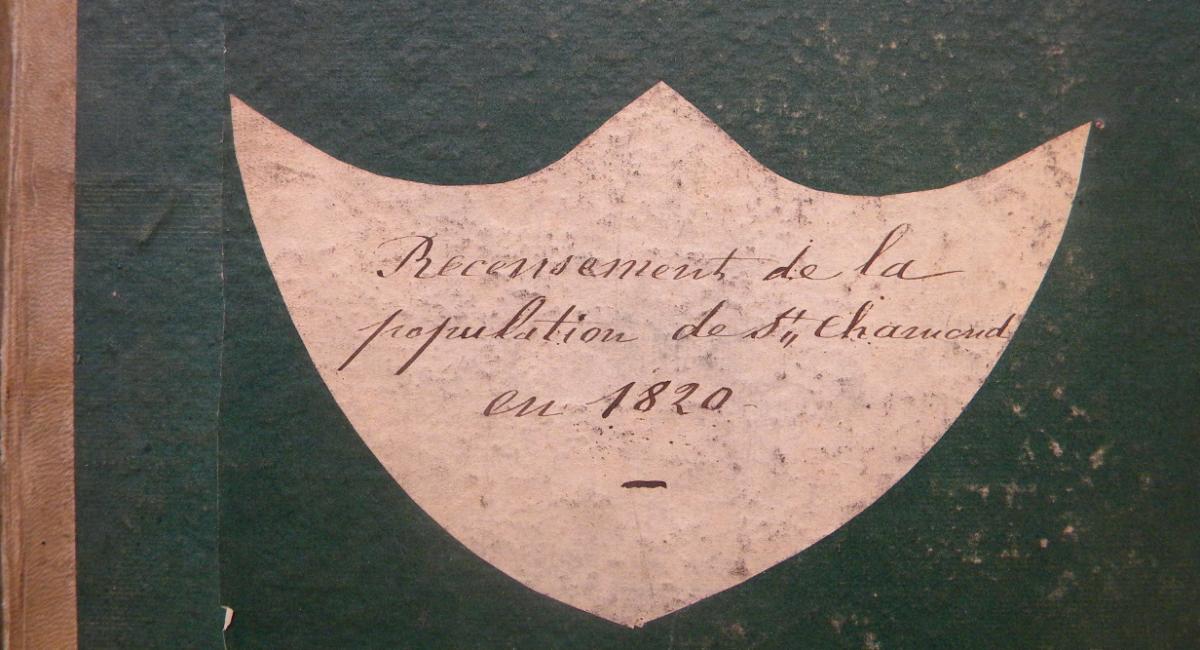 Recensement de la
population de St, Chamond
en 1820